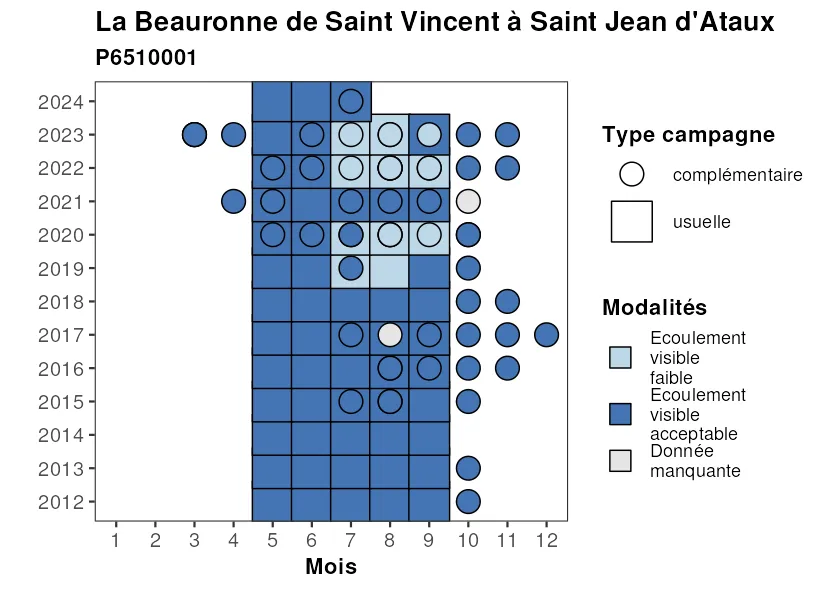 La Beauronne de Saint Vincent à Saint Jean d'Ataux
P6510001
2024
2023
2022
2021
2020
2019
2018
2017
2016
2015
2014
2013
2012
1 2 3 4 5 6 7 8 9 10 11 12
Mois
Type campagne
complémentaire
usuelle
Modalités
Ecoulement
visible
faible
Ecoulement
visible
acceptable
Donnée
manquante